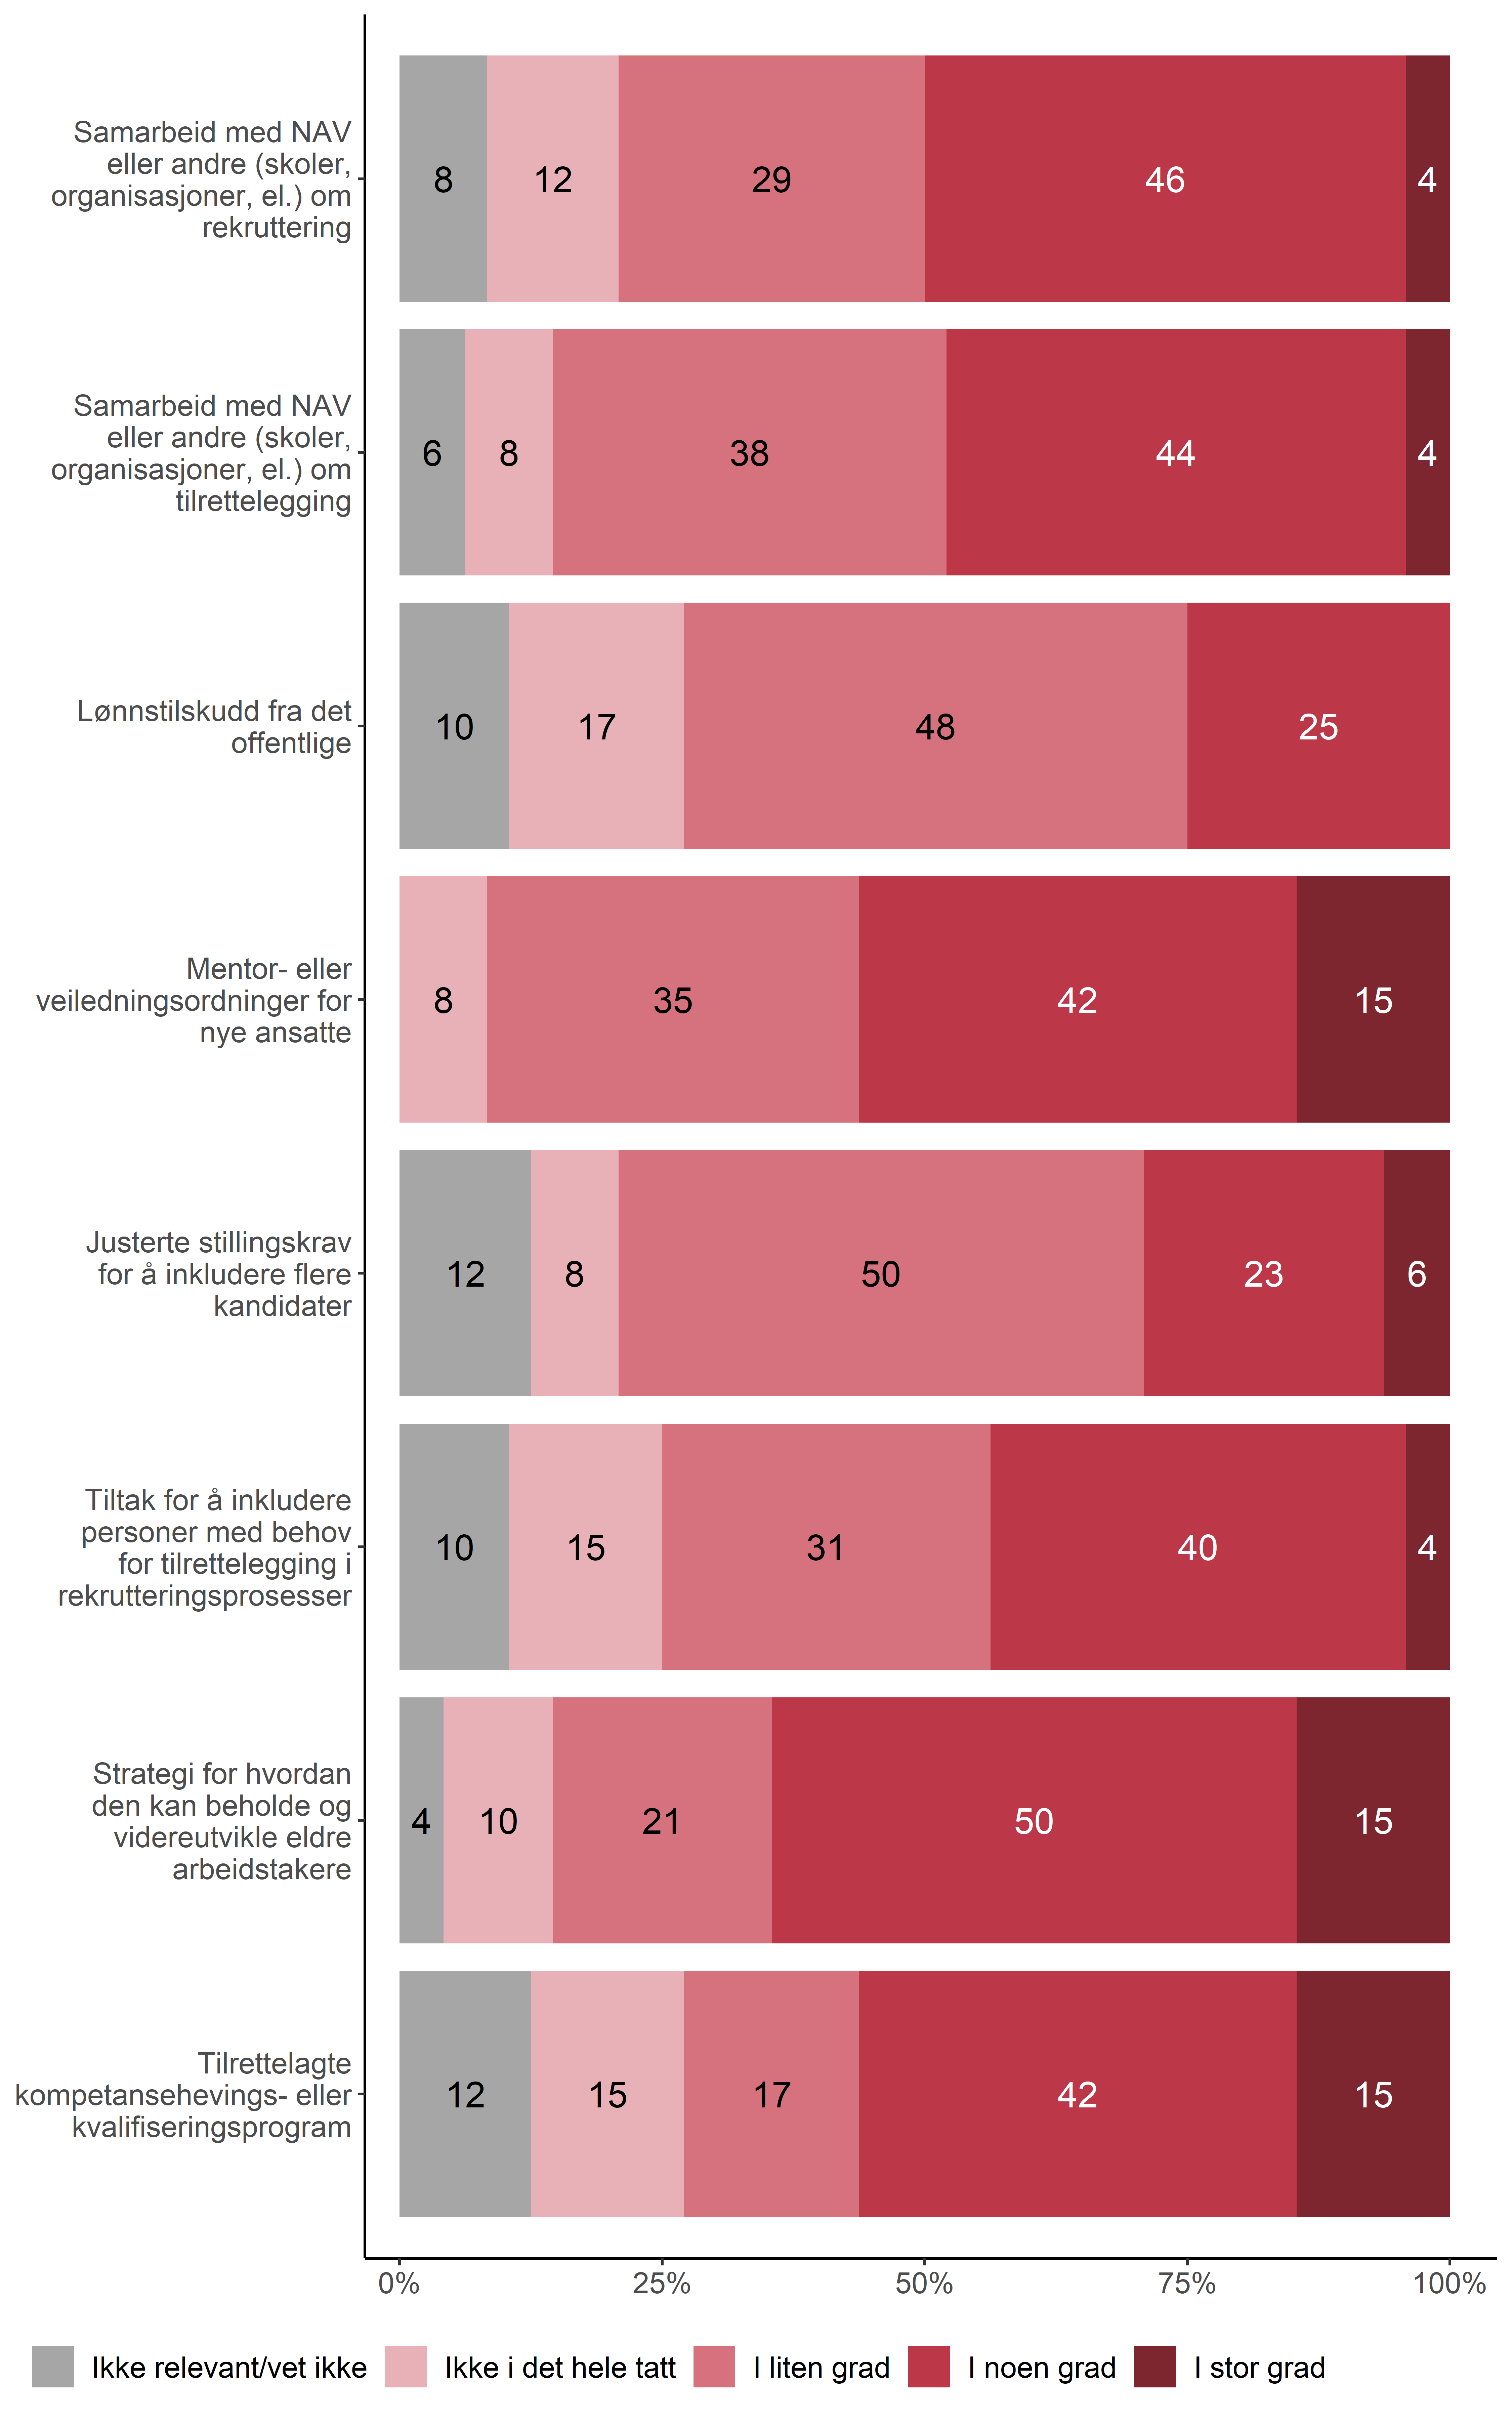 Samarbeid med NAV
eller andre (skoler,
organisasjoner, el.) om
rekruttering
8 12 29 46 4
Samarbeid med NAV
eller andre (skoler,
organisasjoner, el.) om
tilrettelegging
6 8 38 44 4
Lønnstilskudd fra det
offentlige
10 17 48 25
Mentor- eller
veiledningsordninger for
nye ansatte
8 35 42 15
Justerte stillingskrav
for å inkludere flere
kandidater
12 8 50 23 6
Tiltak for å inkludere
personer med behov
for tilrettelegging i
rekrutteringsprosesser
10 15 31 40 4
Strategi for hvordan
den kan beholde og
videreutvikle eldre
arbeidstakere
4 10 21 50 15
Tilrettelagte
kompetansehevings- eller
kvalifiseringsprogram
12 15 17 42 15
0% 25% 50% 75% 100%
Ikke relevant/vet ikke Ikke i det hele tatt I liten grad I noen grad I stor grad